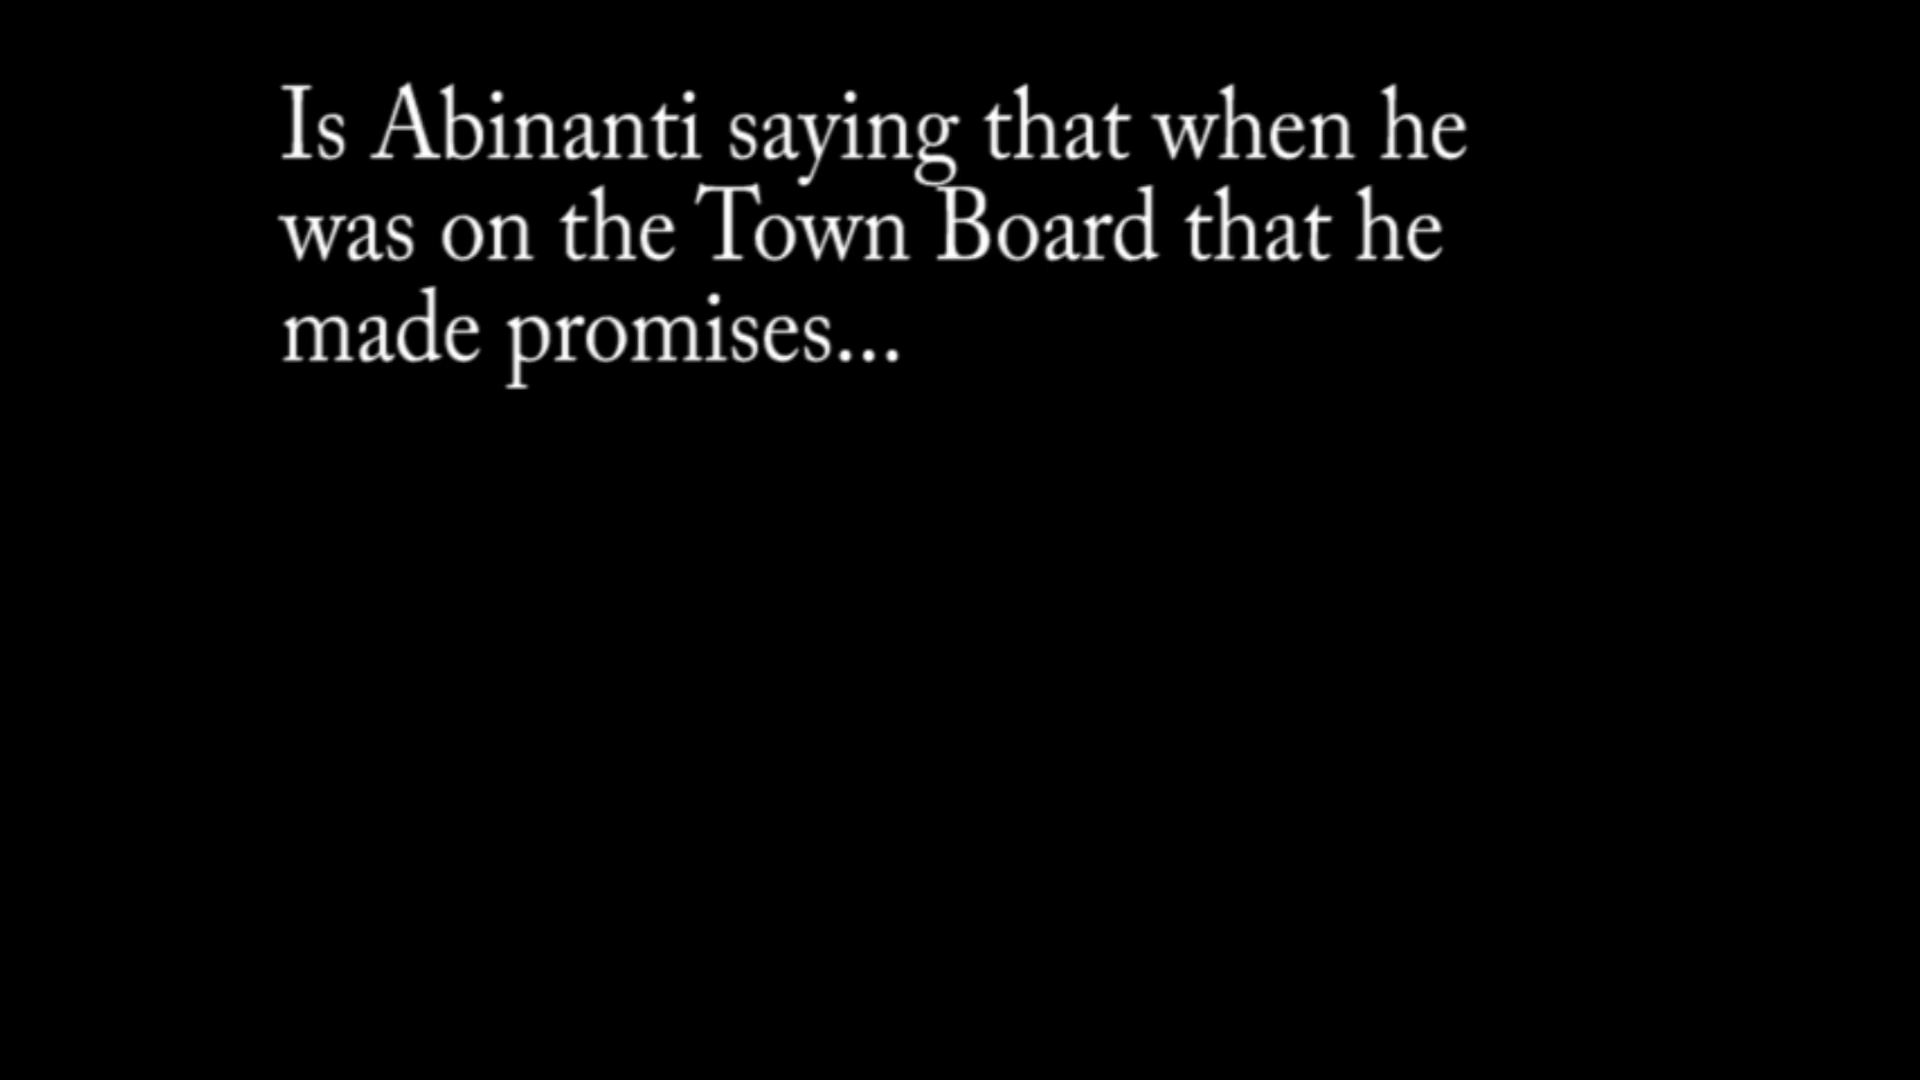 Is Abinanti saying that when he
was on the Town Board that he
made promises...